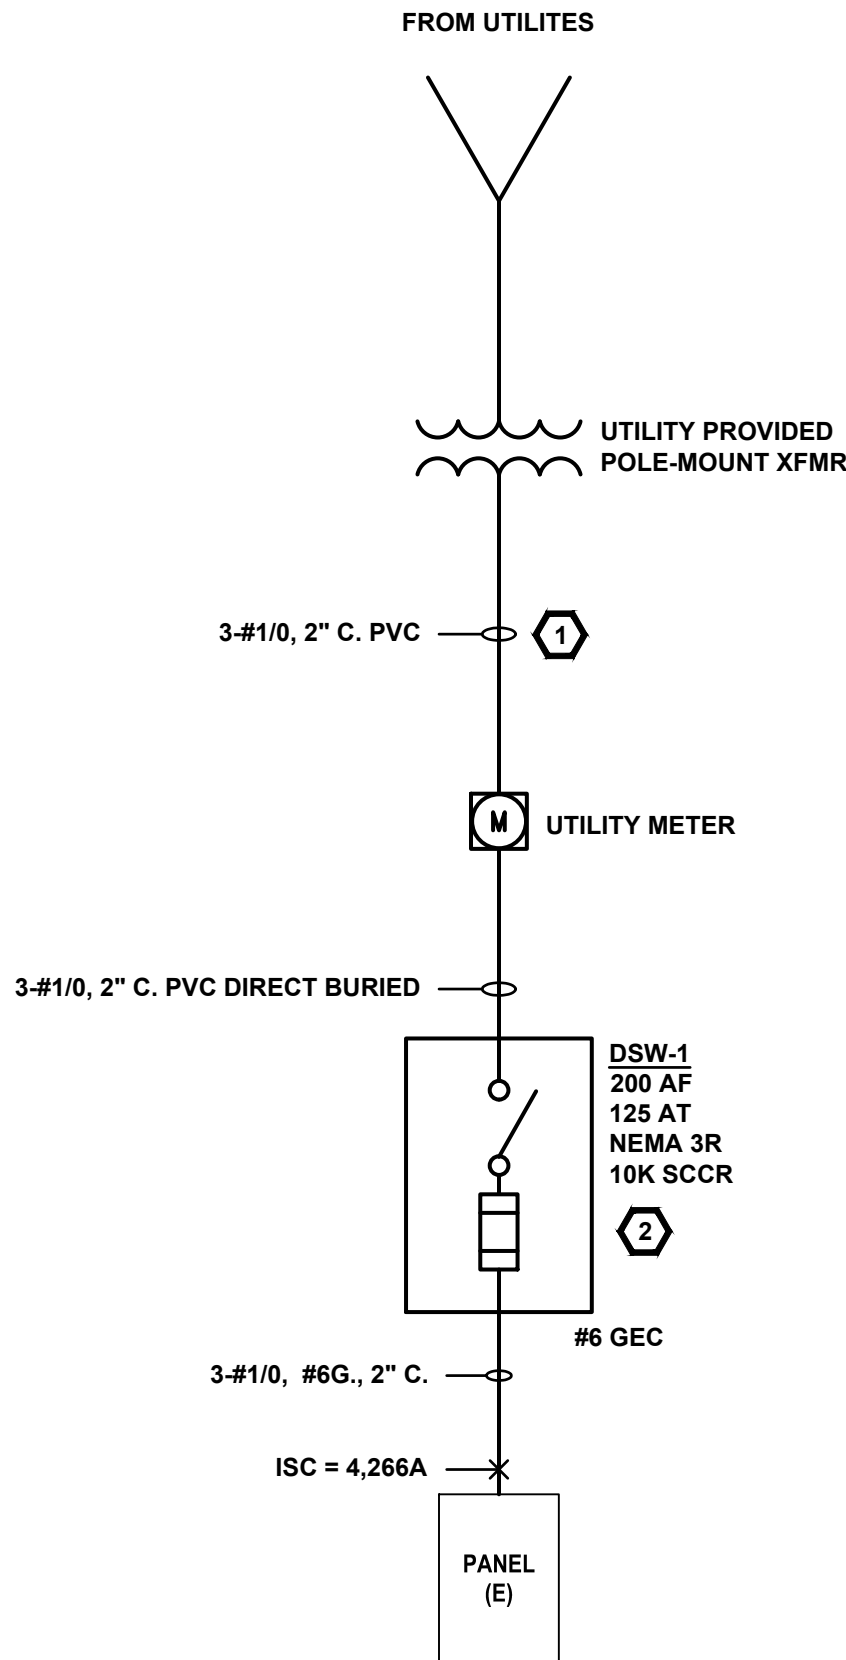 FROM UTILITES
UTILITY PROVIDED
POLE-MOUNT XFMR
3-#1/0, 2" C. PVC
1
M
UTILITY METER
3-#1/0, 2" C. PVC DIRECT BURIED
DSW-1
200 AF
125 AT
NEMA 3R
10K SCCR
2
#6 GEC
3-#1/0, #6G., 2" C.
ISC = 4,266A
PANEL
(E)